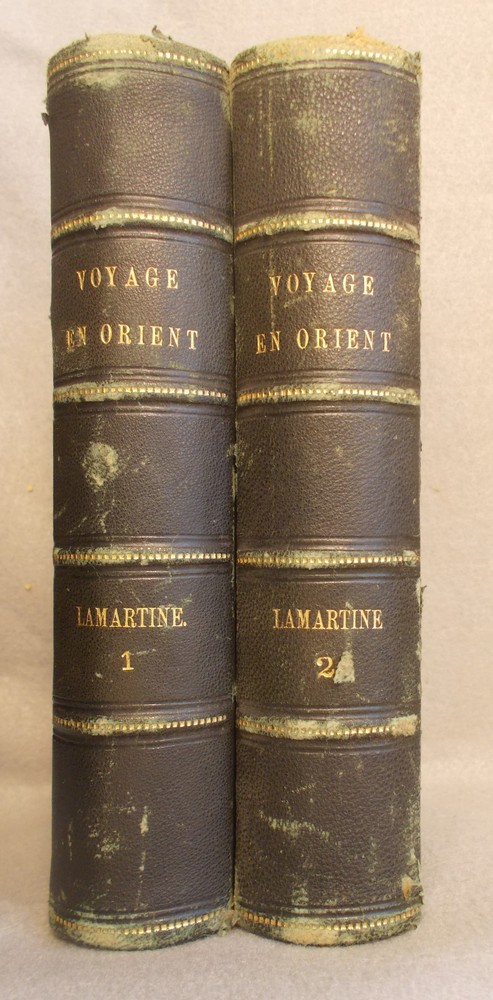 VOYAGE
EN ORIENT
LAMARTINE.
1
VOYAGE
EN ORIENT
LAMARTINE
2